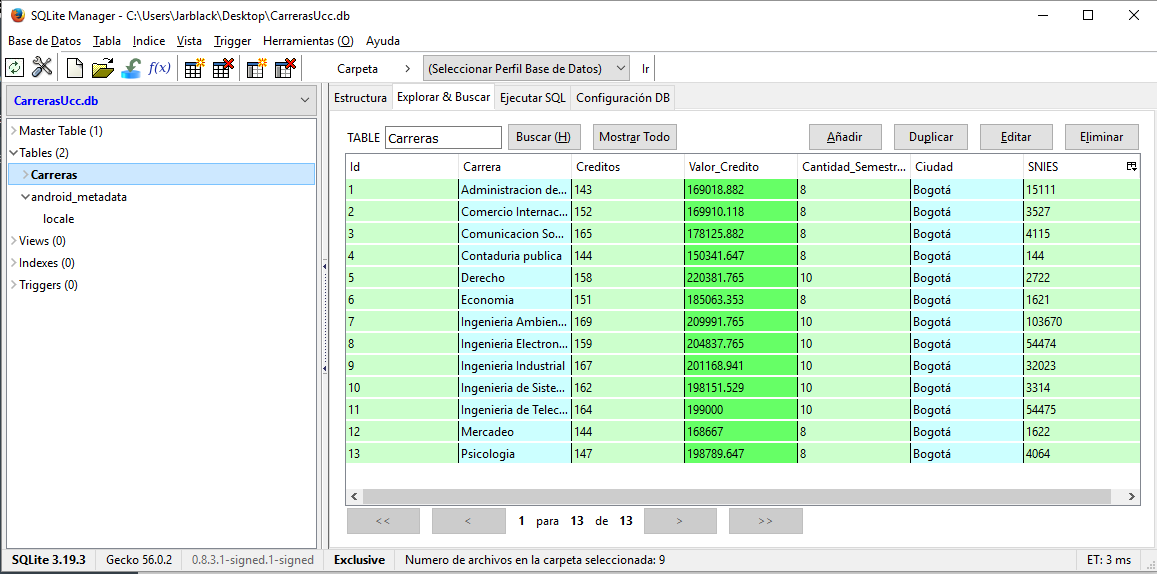 SQLite Manager - C:\Users\Jarblack\Desktop\CarrerasUcc.db
Base de Datos Tabla Indice Vista Trigger Herramientas (O) Ayuda
f(x) Carpeta > (Seleccionar Perfil Base de Datos) Ir
CarrerasUcc.db
Master Table (1)
Tables (2)
Carreras
android_metadata
locale
Views (0)
Indexes (0)
Triggers (0)
Estructura Explorar & Buscar Ejecutar SQL Configuración DB
TABLE Carreras Buscar (H) Mostrar Todo Añadir Duplicar Editar Eliminar
Id Carrera Creditos Valor_Credito Cantidad_Semestr... Ciudad SNIES
1 Administracion de... 143 169018.882 8 Bogotá 15111
2 Comercio Internac... 152 169910.118 8 Bogotá 3527
3 Comunicacion So... 165 178125.882 8 Bogotá 4115
4 Contaduria publica 144 150341.647 8 Bogotá 144
5 Derecho 158 220381.765 10 Bogotá 2722
6 Economia 151 185063.353 8 Bogotá 1621
7 Ingenieria Ambien... 169 209991.765 10 Bogotá 103670
8 Ingenieria Electron... 159 204837.765 10 Bogotá 54474
9 Ingenieria Industrial 167 201168.941 10 Bogotá 32023
10 Ingenieria de Siste... 162 198151.529 10 Bogotá 3314
11 Ingenieria de Telec... 164 199000 10 Bogotá 54475
12 Mercadeo 144 168667 8 Bogotá 1622
13 Psicologia 147 198789.647 8 Bogotá 4064
<< < 1 para 13 de 13 > >>
SQLite 3.19.3 Gecko 56.0.2 0.8.3.1-signed.1-signed Exclusive Numero de archivos en la carpeta seleccionada: 9 ET: 3 ms